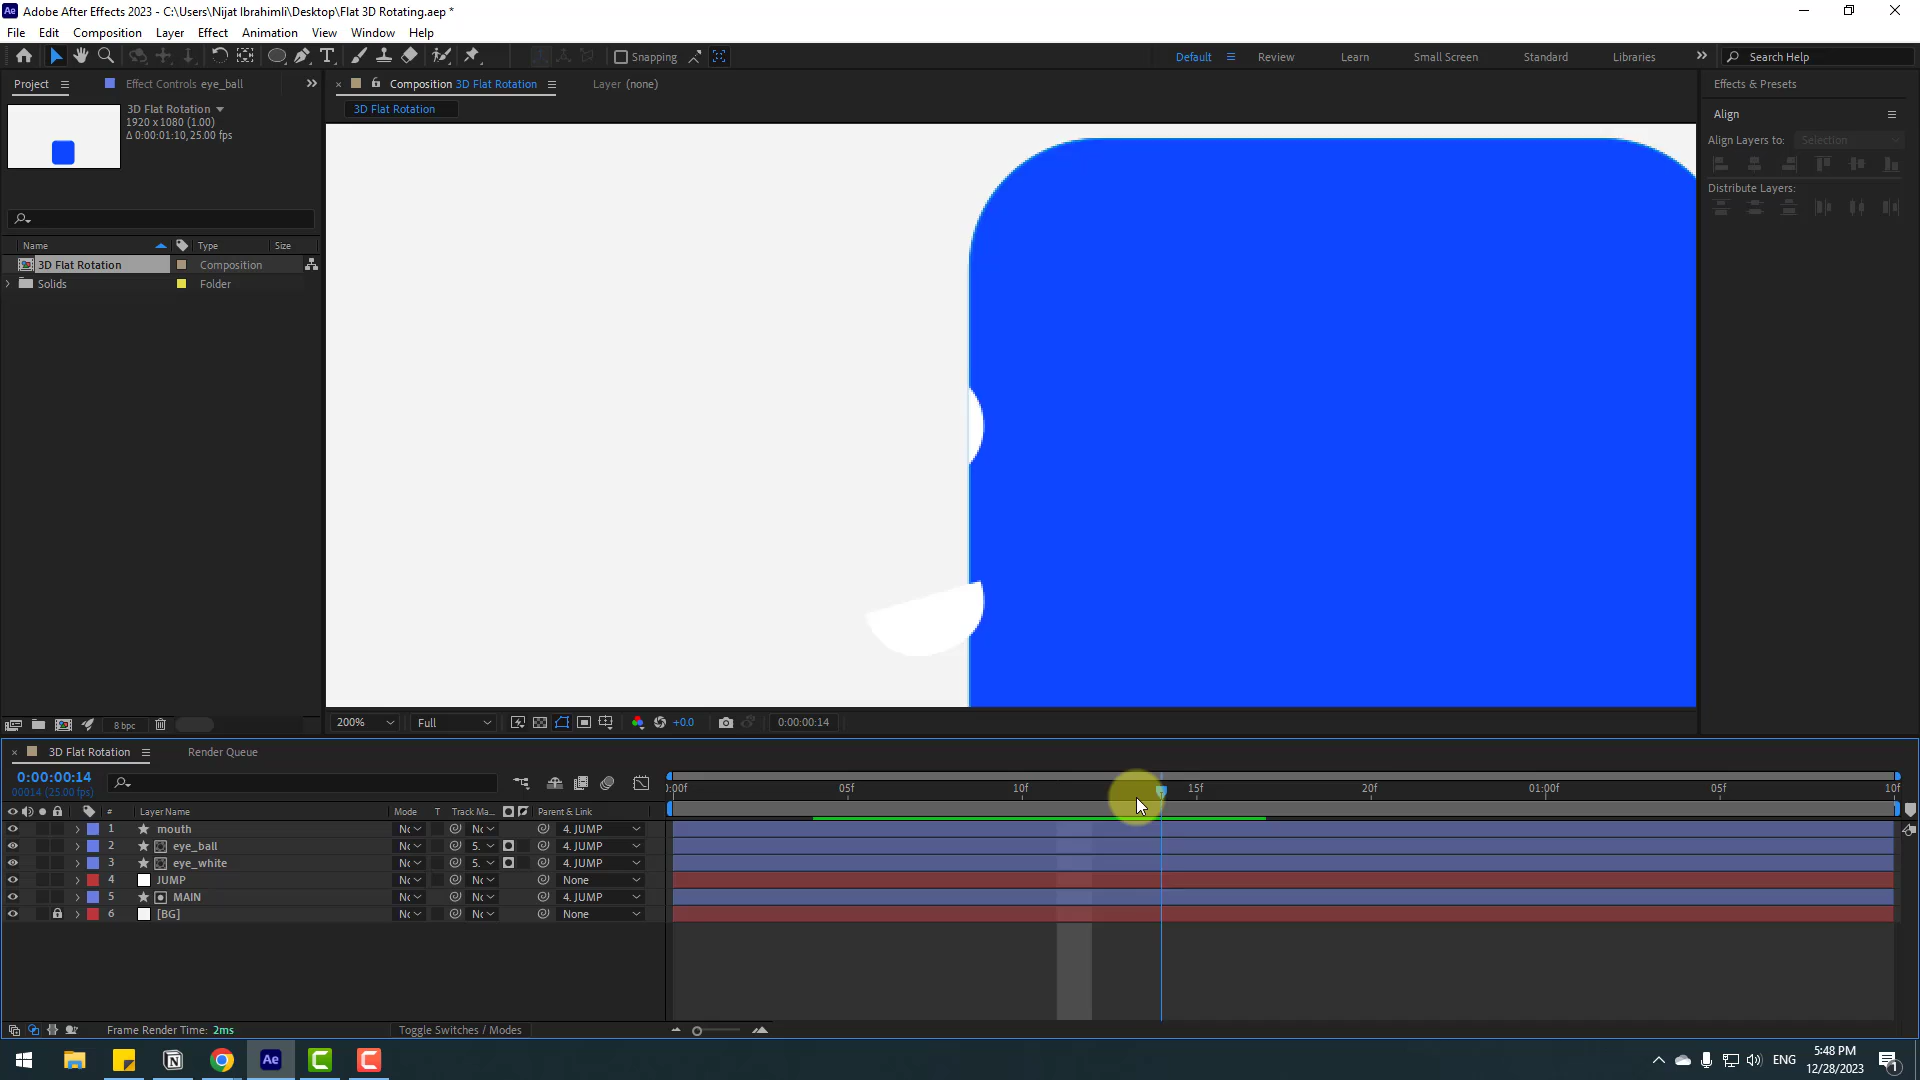 Adobe After Effects 2023 - C:\Users\Nijat Ibrahimli\Desktop\Flat 3D Rotating.aep *
File Edit Composition Layer Effect Animation View Window Help
Snapping Default Review Learn Small Screen Standard Libraries Search Help
Project Effect Controls eye_ball Composition 3D Flat Rotation Layer (none) Effects & Presets
3D Flat Rotation
3D Flat Rotation
1920 x 1080 (1.00)
Δ 0:00:01:10, 25.00 fps
Align
Align Layers to: Selection
Distribute Layers:
Name Type Size
3D Flat Rotation Composition
Solids Folder
8 bpc 200% Full +0.0 0:00:00:14
3D Flat Rotation Render Queue
0:00:00:14
00014 (25.00 fps)
):00f 05f 10f 15f 20f 01:00f 05f 10f
# Layer Name Mode T Track Ma... Parent & Link
1 mouth Nc Nc 4. JUMP
2 eye_ball Nc 5. 4. JUMP
3 eye_white Nc 5. 4. JUMP
4 JUMP Nc Nc None
5 MAIN Nc Nc 4. JUMP
6 [BG] Nc Nc None
Frame Render Time: 2ms Toggle Switches / Modes
Ae ENG 5:48 PM
12/28/2023 1